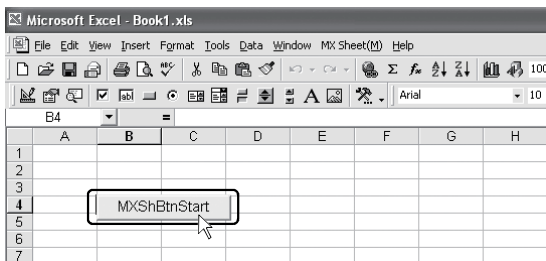 Microsoft Excel - Book1.xls
File Edit View Insert Format Tools Data Window MX Sheet(M) Help
100
Arial 10
B4 =
A B C D E F G H
1
2
3
4 MXShBtnStart
5
6
7